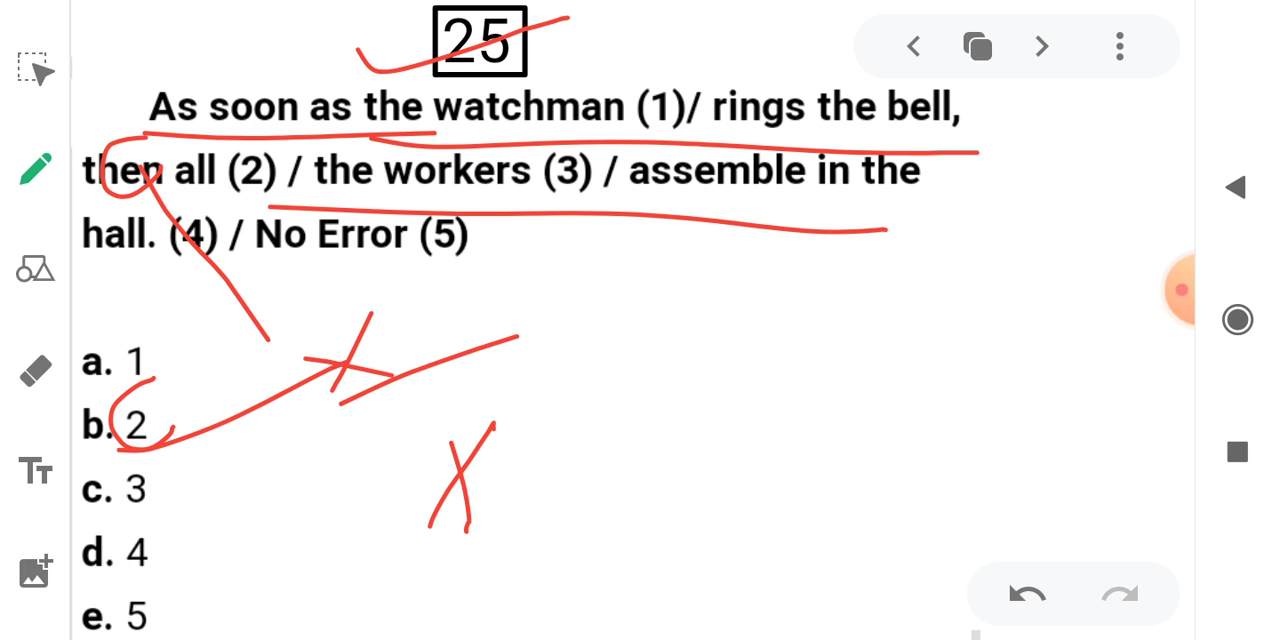 25
As soon as the watchman (1)/ rings the bell,
then all (2) / the workers (3) / assemble in the
hall. (4) / No Error (5)
a. 1
b. 2
c. 3
d. 4
e. 5